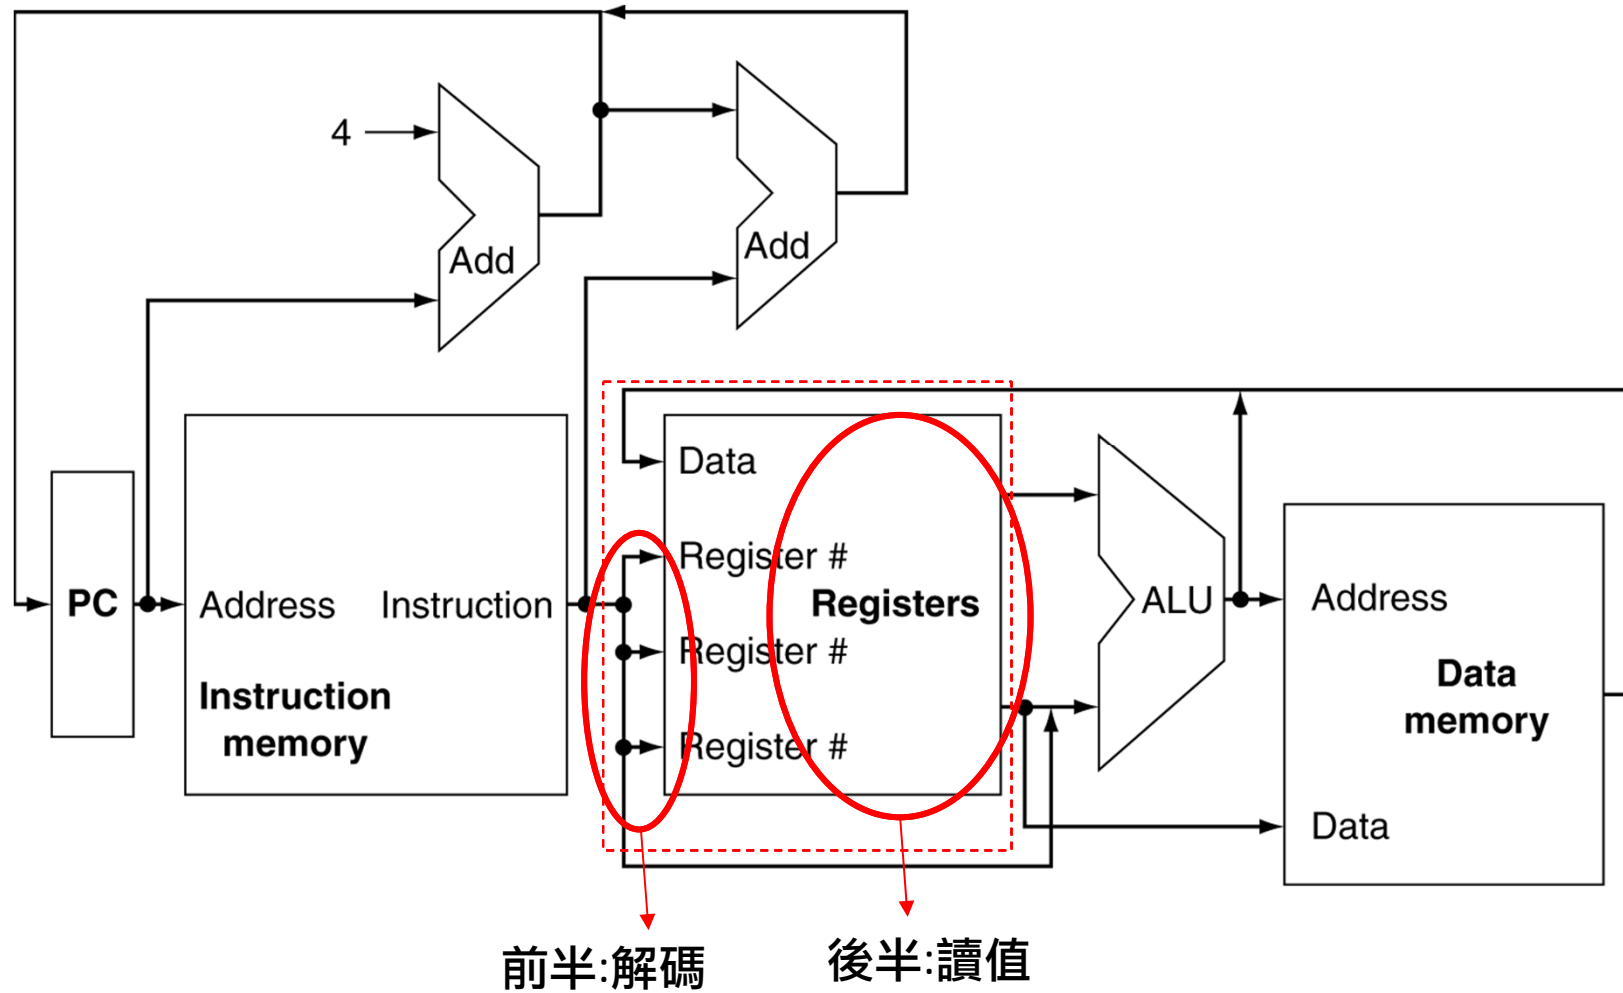 4
Add
Add
Data
Register #
Registers
Register #
Register #
PC
Address
Instruction
Instruction
memory
ALU
Address
Data
memory
Data
前半:解碼
後半:讀值